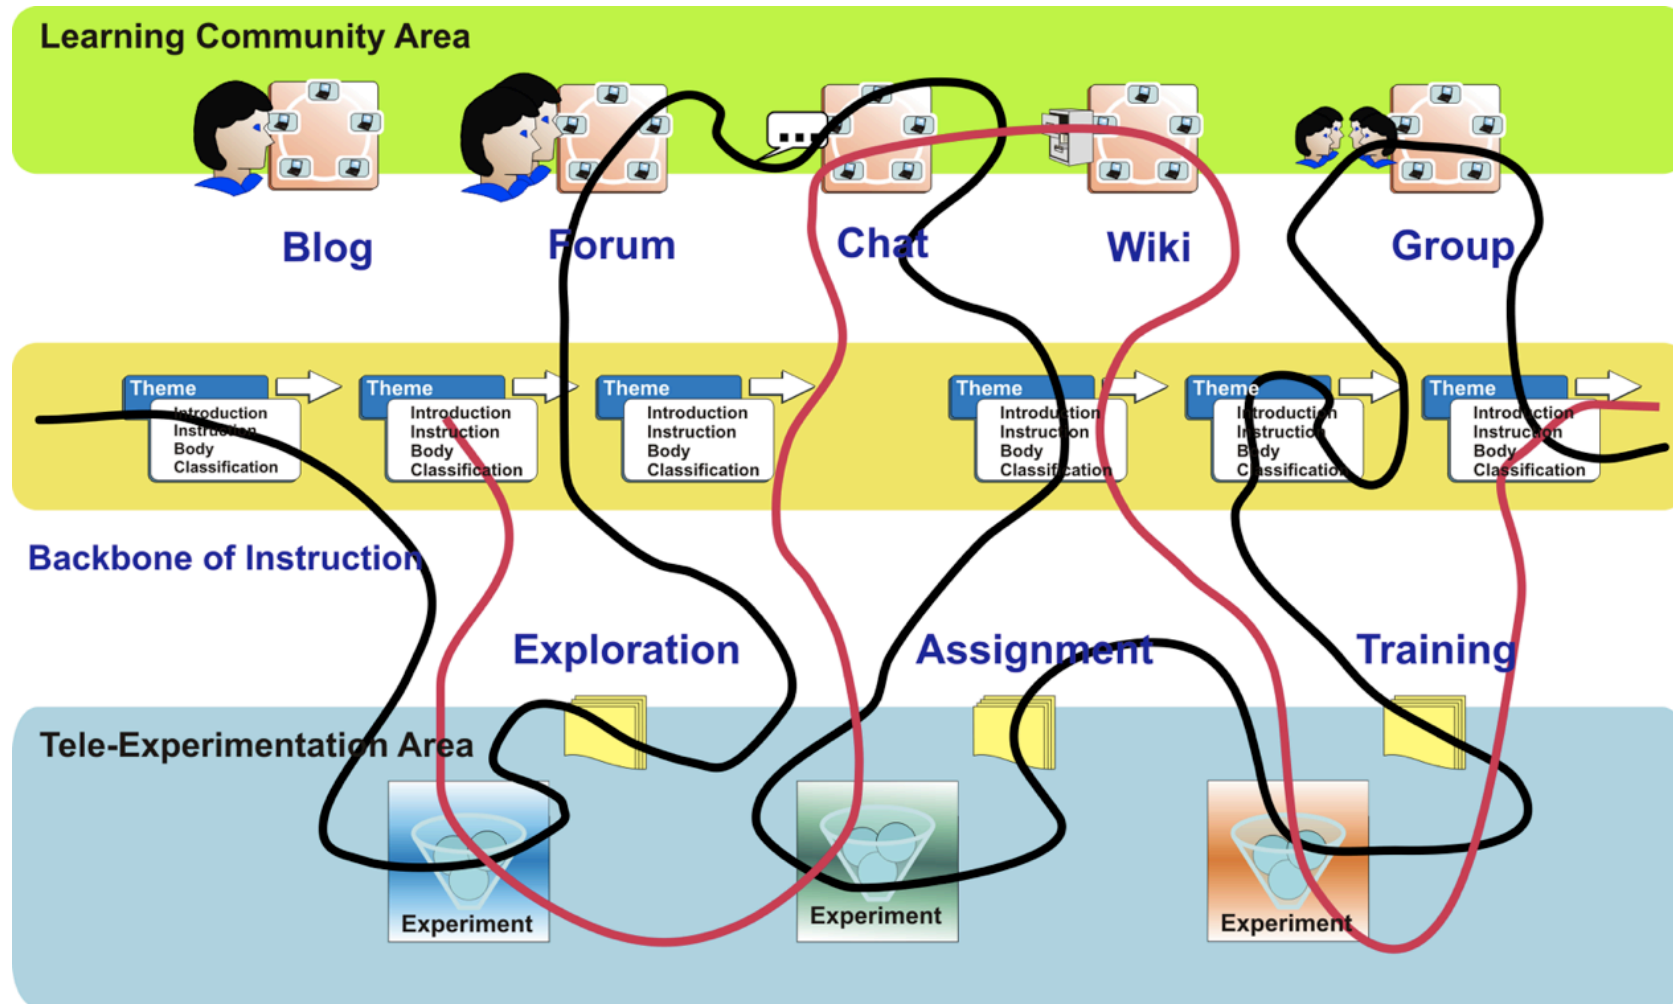 Learning Community Area
...
Blog
Forum
Chat
Wiki
Group
Theme
Introduction
Instruction
Body
Classification
Theme
Introduction
Instruction
Body
Classification
Theme
Introduction
Instruction
Body
Classification
Theme
Introduction
Instruction
Body
Classification
Theme
Introduction
Instruction
Body
Classification
Theme
Introduction
Instruction
Body
Classification
Backbone of Instruction
Exploration
Assignment
Training
Tele-Experimentation Area
Experiment
Experiment
Experiment